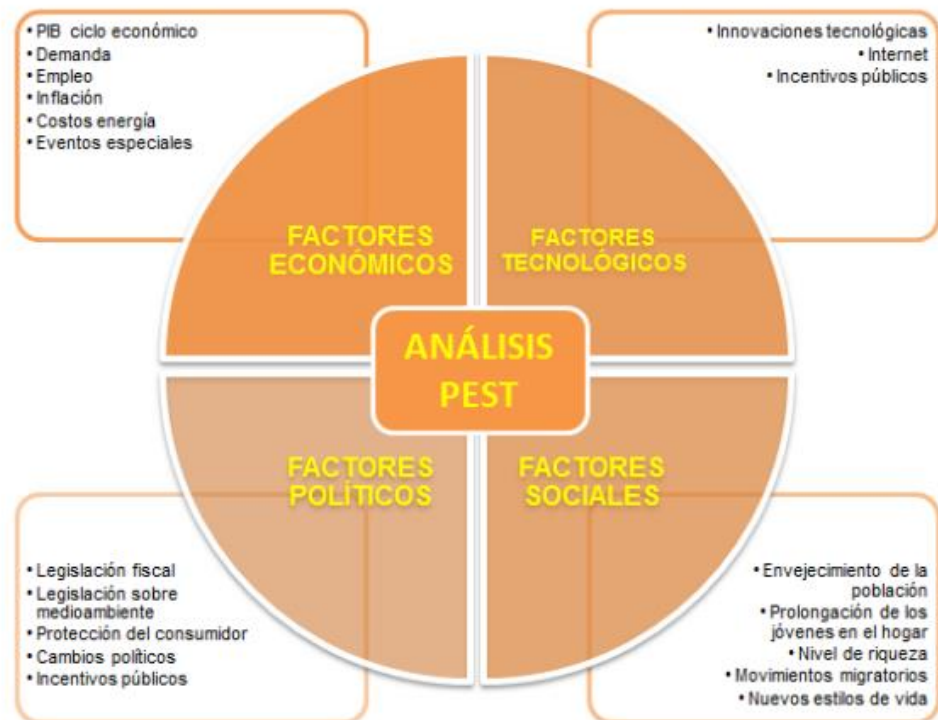 • PIB ciclo económico
• Demanda
• Empleo
• Inflación
• Costos energía
• Eventos especiales
• Innovaciones tecnológicas
• Internet
• Incentivos públicos
FACTORES
ECONÓMICOS
FACTORES
TECNOLÓGICOS
ANÁLISIS
PEST
FACTORES
POLÍTICOS
FACTORES
SOCIALES
• Legislación fiscal
• Legislación sobre
medioambiente
• Protección del consumidor
• Cambios políticos
• Incentivos públicos
• Envejecimiento de la
población
• Prolongación de los
jóvenes en el hogar
• Nivel de riqueza
• Movimientos migratorios
• Nuevos estilos de vida